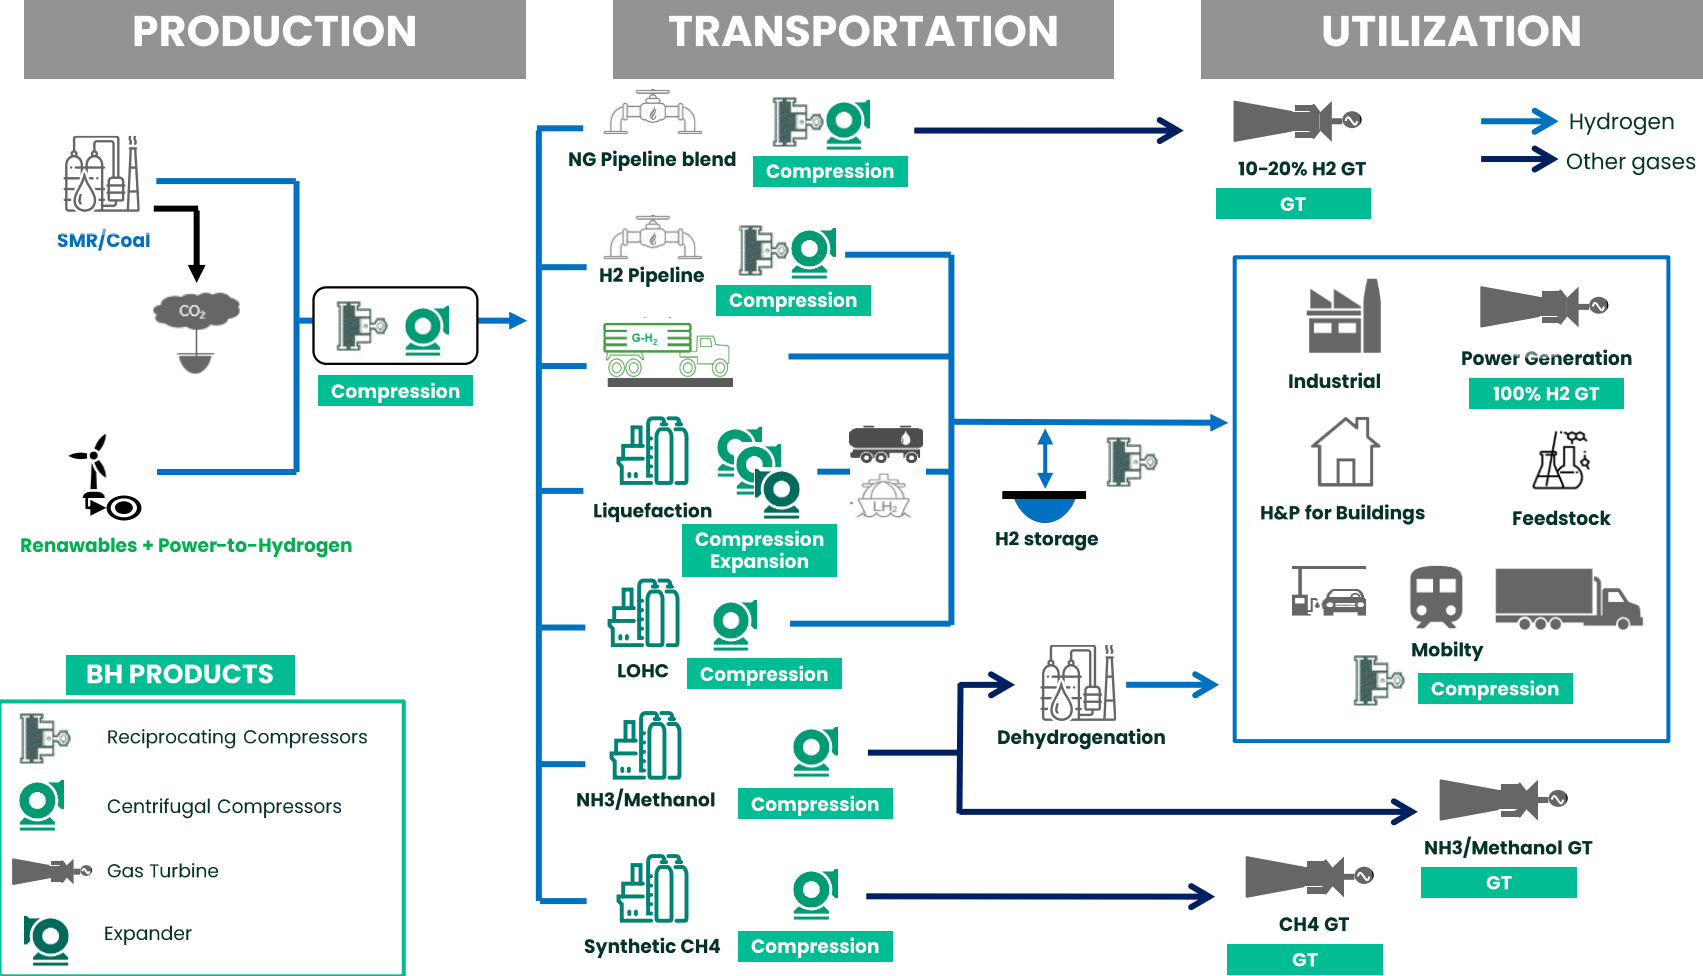 PRODUCTION
TRANSPORTATION
UTILIZATION
SMR/Coal
CO2
Compression
Renawables + Power-to-Hydrogen
BH PRODUCTS
Reciprocating Compressors
Centrifugal Compressors
Gas Turbine
Expander
NG Pipeline blend
Compression
H2 Pipeline
Compression
G-H2
Liquefaction
Compression
Expansion
LH2
LOHC
Compression
NH3/Methanol
Compression
Synthetic CH4
Compression
H2 storage
Dehydrogenation
10-20% H2 GT
GT
Hydrogen
Other gases
Industrial
Power Generation
100% H2 GT
H&P for Buildings
Feedstock
Mobilty
Compression
NH3/Methanol GT
GT
CH4 GT
GT